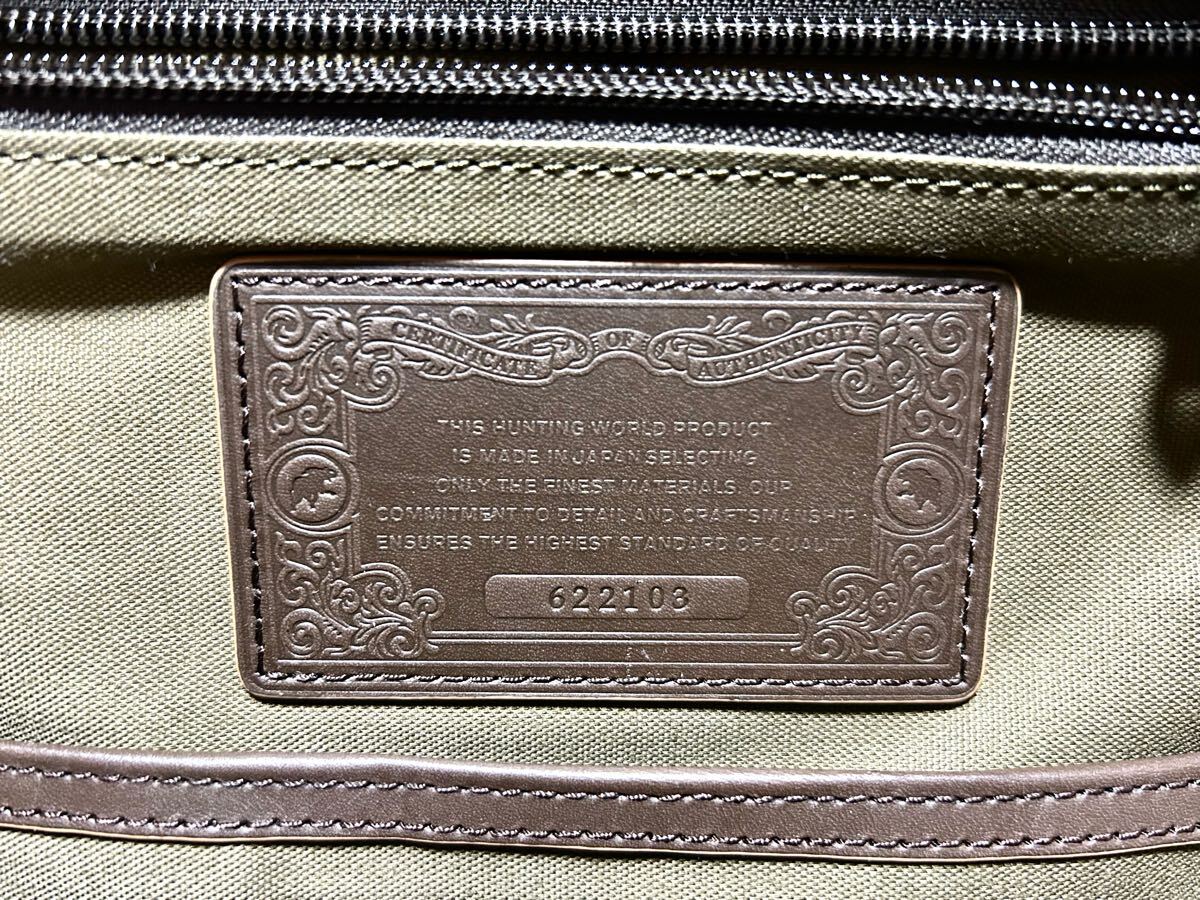 CERTIFICATE OF AUTHENTICITY
THIS HUNTING WORLD PRODUCT
IS MADE IN JAPAN SELECTING
ONLY THE FINEST MATERIALS. OUR
COMMITMENT TO DETAIL AND CRAFTSMANSHIP
ENSURES THE HIGHEST STANDARD OF QUALITY.
622103